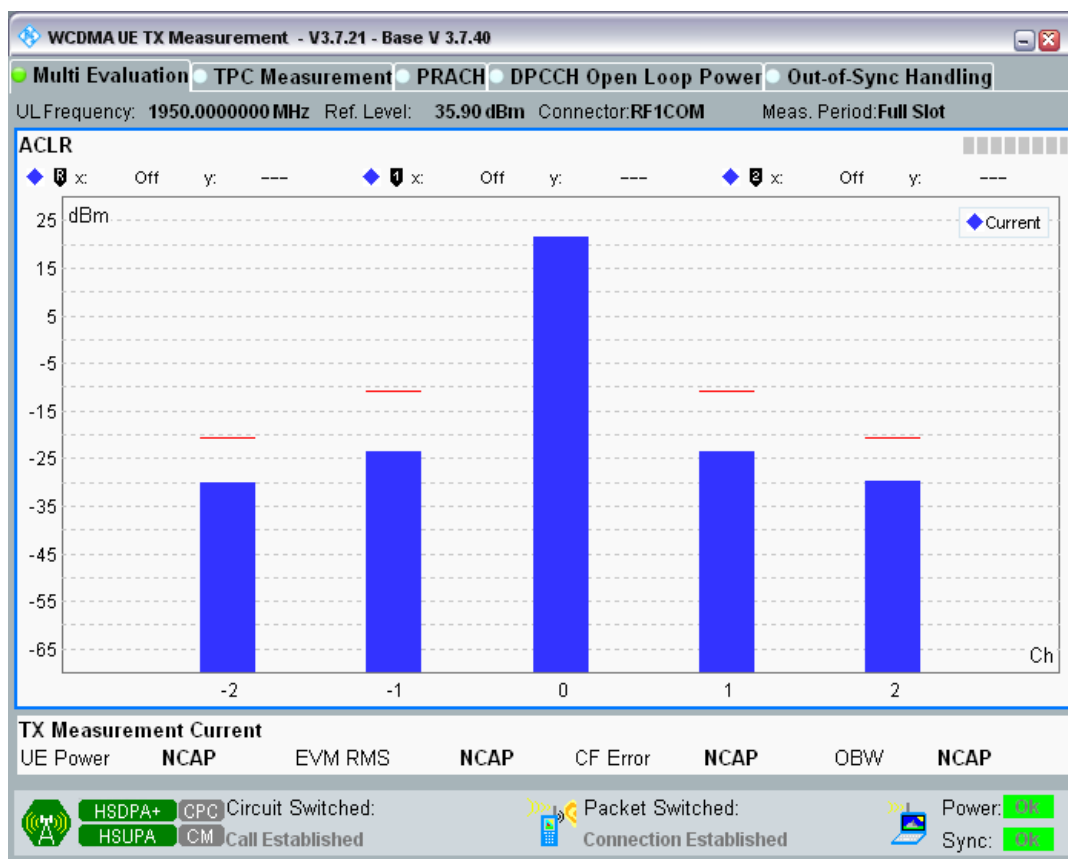 WCDMA UE TX Measurement - V3.7.21 - Base V 3.7.40
Multi Evaluation TPC Measurement PRACH DPCCH Open Loop Power Out-of-Sync Handling
UL Frequency: 1950.0000000 MHz Ref. Level: 35.90 dBm Connector:RF1COM Meas. Period:Full Slot
ACLR
R x: Off y: --- 1 x: Off y: --- 2 x: Off y: ---
dBm
Current
25
15
5
-5
-15
-25
-35
-45
-55
-65
Ch
-2 -1 0 1 2
TX Measurement Current
UE Power NCAP EVM RMS NCAP CF Error NCAP OBW NCAP
HSDPA+ CPC Circuit Switched: Packet Switched: Power: Ok
HSUPA CM Call Established Connection Established Sync: Ok